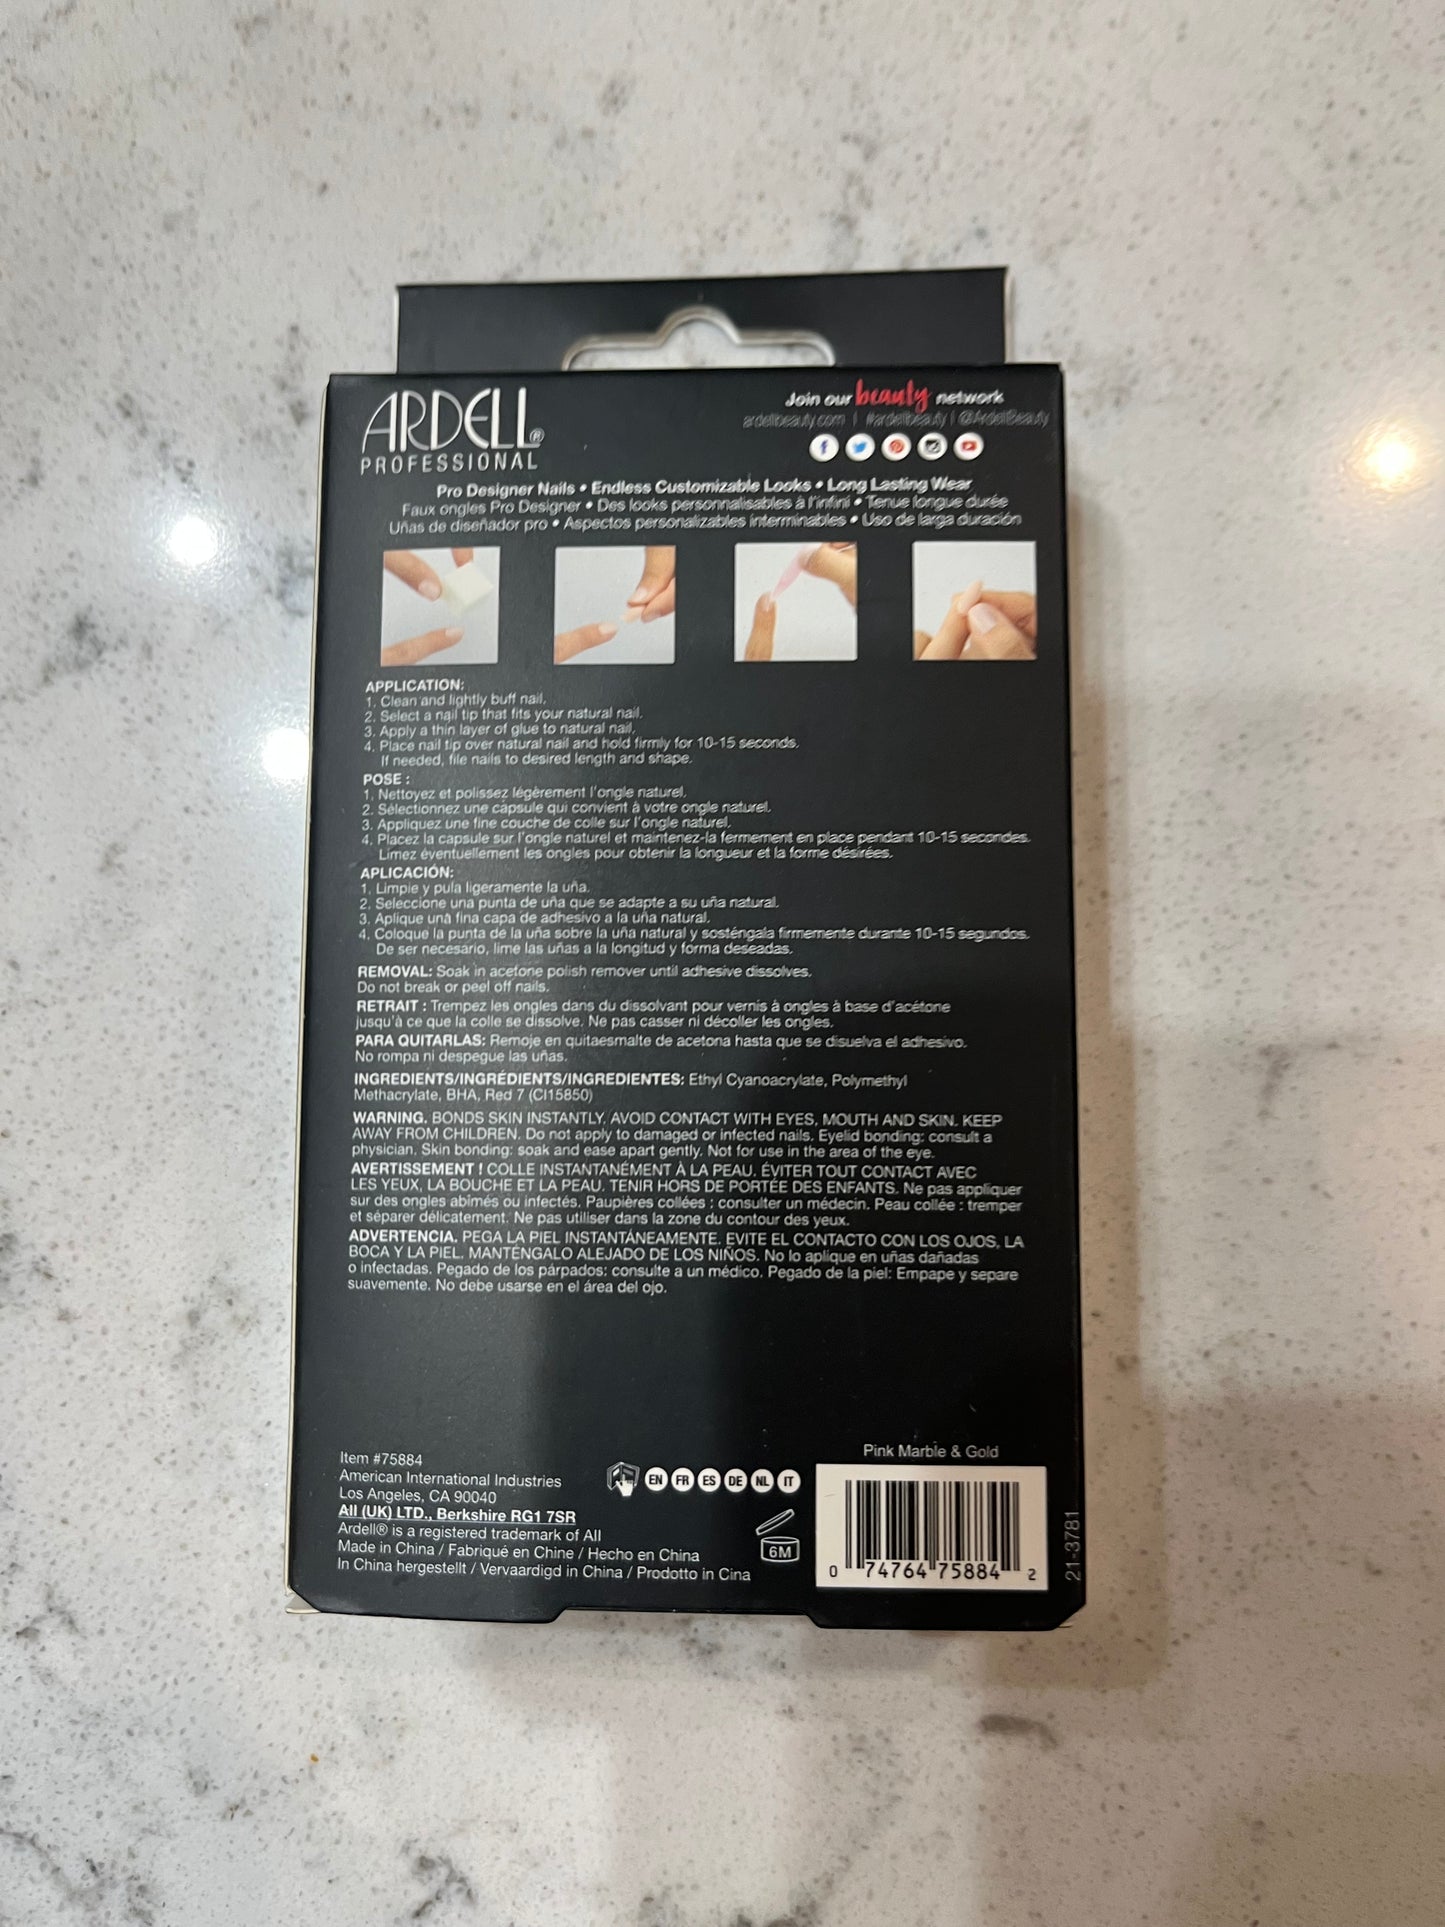 ARDELL®
PROFESSIONAL
Join our beauty network
ardellbeauty.com | #ardellbeauty | @ArdellBeauty
Pro Designer Nails • Endless Customizable Looks • Long Lasting Wear
Faux ongles Pro Designer • Des looks personnalisables à l'infini • Tenue longue durée
Uñas de diseñador pro • Aspectos personalizables interminables • Uso de larga duración
APPLICATION:
1. Clean and lightly buff nail.
2. Select a nail tip that fits your natural nail.
3. Apply a thin layer of glue to natural nail.
4. Place nail tip over natural nail and hold firmly for 10-15 seconds.
If needed, file nails to desired length and shape.
POSE :
1. Nettoyez et polissez légèrement l'ongle naturel.
2. Sélectionnez une capsule qui convient à votre ongle naturel.
3. Appliquez une fine couche de colle sur l'ongle naturel.
4. Placez la capsule sur l'ongle naturel et maintenez-la fermement en place pendant 10-15 secondes.
Limez éventuellement les ongles pour obtenir la longueur et la forme désirées.
APLICACIÓN:
1. Limpie y pula ligeramente la uña.
2. Seleccione una punta de uña que se adapte a su uña natural.
3. Aplique una fina capa de adhesivo a la uña natural.
4. Coloque la punta de la uña sobre la uña natural y sosténgala firmemente durante 10-15 segundos.
De ser necesario, lime las uñas a la longitud y forma deseadas.
REMOVAL: Soak in acetone polish remover until adhesive dissolves.
Do not break or peel off nails.
RETRAIT : Trempez les ongles dans du dissolvant pour vernis à ongles à base d'acétone
jusqu'à ce que la colle se dissolve. Ne pas casser ni décoller les ongles.
PARA QUITARLAS: Remoje en quitaesmalte de acetona hasta que se disuelva el adhesivo.
No rompa ni despegue las uñas.
INGREDIENTS/INGRÉDIENTS/INGREDIENTES: Ethyl Cyanoacrylate, Polymethyl
Methacrylate, BHA, Red 7 (CI15850)
WARNING. BONDS SKIN INSTANTLY. AVOID CONTACT WITH EYES, MOUTH AND SKIN. KEEP
AWAY FROM CHILDREN. Do not apply to damaged or infected nails. Eyelid bonding: consult a
physician. Skin bonding: soak and ease apart gently. Not for use in the area of the eye.
AVERTISSEMENT ! COLLE INSTANTANÉMENT À LA PEAU. ÉVITER TOUT CONTACT AVEC
LES YEUX, LA BOUCHE ET LA PEAU. TENIR HORS DE PORTÉE DES ENFANTS. Ne pas appliquer
sur des ongles abîmés ou infectés. Paupières collées : consulter un médecin. Peau collée : tremper
et séparer délicatement. Ne pas utiliser dans la zone du contour des yeux.
ADVERTENCIA. PEGA LA PIEL INSTANTÁNEAMENTE. EVITE EL CONTACTO CON LOS OJOS, LA
BOCA Y LA PIEL. MANTÉNGALO ALEJADO DE LOS NIÑOS. No lo aplique en uñas dañadas
o infectadas. Pegado de los párpados: consulte a un médico. Pegado de la piel: Empape y separe
suavemente. No debe usarse en el área del ojo.
Item #75884
American International Industries
Los Angeles, CA 90040
AII (UK) LTD., Berkshire RG1 7SR
Ardell® is a registered trademark of AII
Made in China / Fabriqué en Chine / Hecho en China
In China hergestellt / Vervaardigd in China / Prodotto in Cina
EN FR ES DE NL IT
6M
Pink Marble & Gold
0 74764 75884 2
21-3781